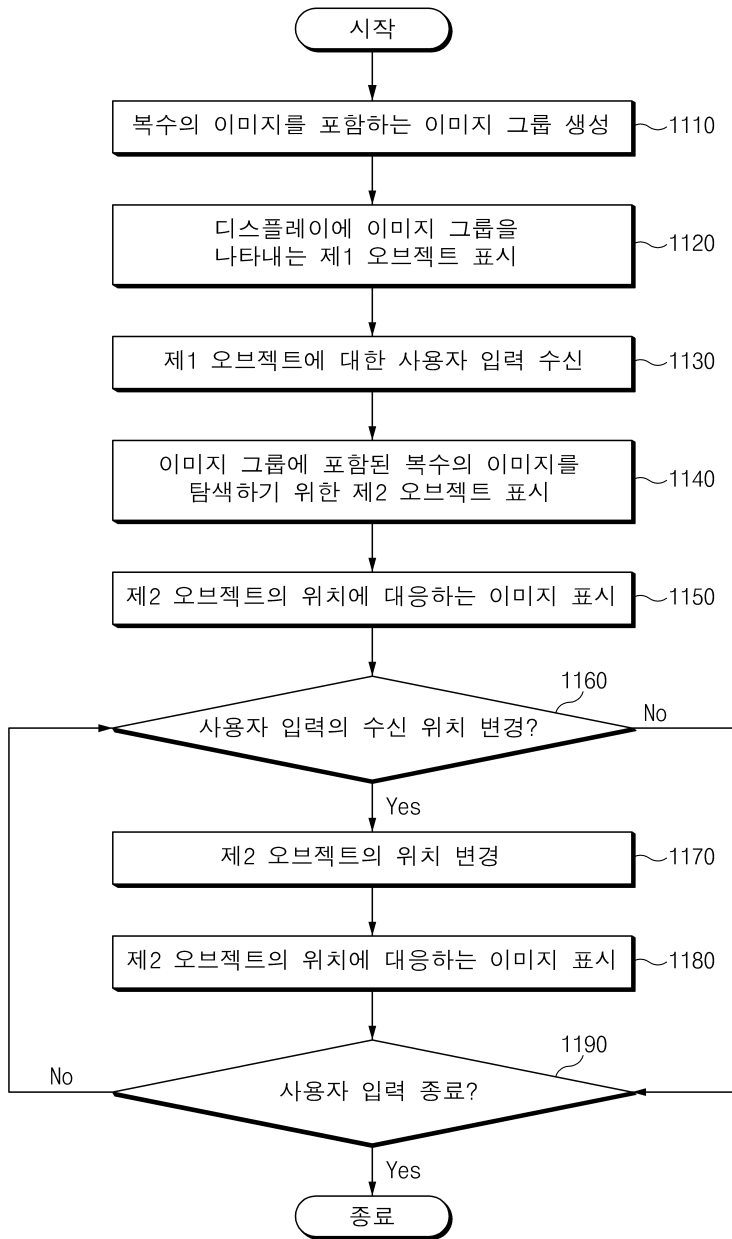 시작
복수의 이미지를 포함하는 이미지 그룹 생성
1110
디스플레이에 이미지 그룹을
나타내는 제1 오브젝트 표시
1120
제1 오브젝트에 대한 사용자 입력 수신
1130
이미지 그룹에 포함된 복수의 이미지를
탐색하기 위한 제2 오브젝트 표시
1140
제2 오브젝트의 위치에 대응하는 이미지 표시
1150
1160
사용자 입력의 수신 위치 변경?
No
Yes
제2 오브젝트의 위치 변경
1170
제2 오브젝트의 위치에 대응하는 이미지 표시
1180
1190
No
사용자 입력 종료?
Yes
종료